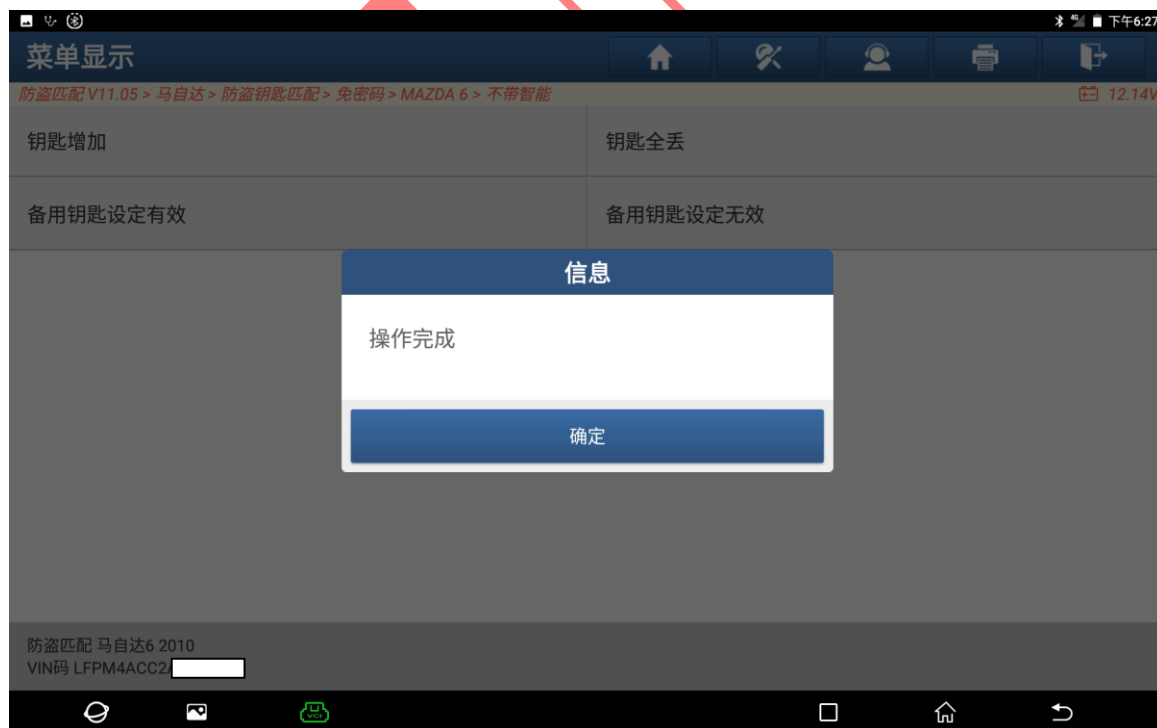 4G 下午6:27
菜单显示
防盗匹配 V11.05 > 马自达 > 防盗钥匙匹配 > 免密码 > MAZDA 6 > 不带智能 12.14V
钥匙增加 钥匙全丢
备用钥匙设定有效 备用钥匙设定无效
信息
操作完成
确定
防盗匹配 马自达6 2010
VIN码 LFPM4ACC2
VCI